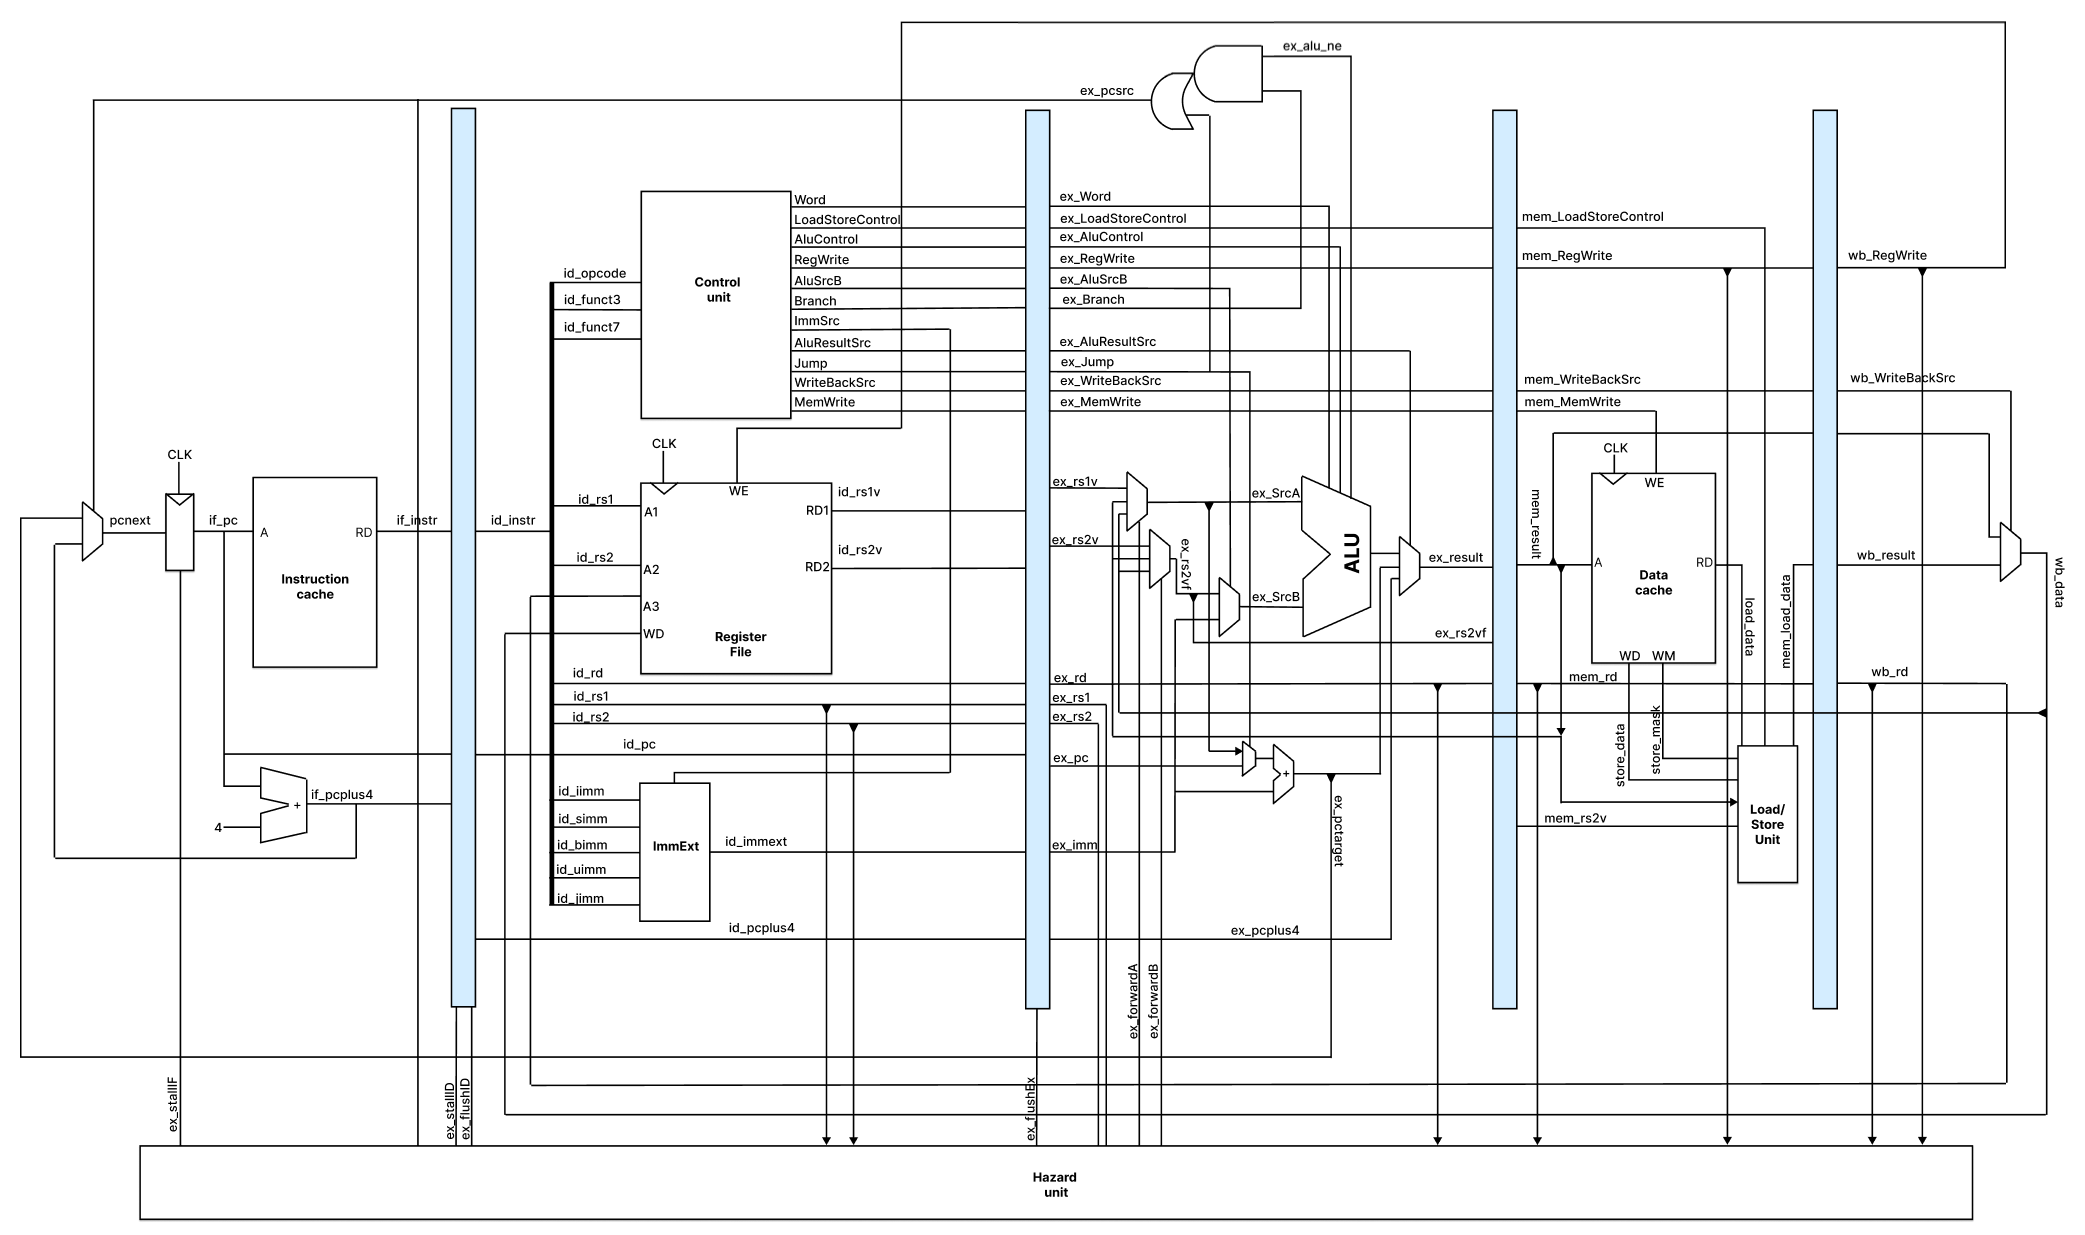 ex_alu_ne
ex_pcsrc
Word
LoadStoreControl
AluControl
RegWrite
AluSrcB
Branch
ImmSrc
AluResultSrc
Jump
WriteBackSrc
MemWrite
Control
unit
id_opcode
id_funct3
id_funct7
ex_Word
ex_LoadStoreControl
ex_AluControl
ex_RegWrite
ex_AluSrcB
ex_Branch
ex_AluResultSrc
ex_Jump
ex_WriteBackSrc
ex_MemWrite
mem_LoadStoreControl
mem_RegWrite
mem_WriteBackSrc
mem_MemWrite
wb_RegWrite
wb_WriteBackSrc
CLK
pcnext
if_pc
A
RD
Instruction
cache
if_instr
id_instr
CLK
WE
id_rs1
A1
id_rs2
A2
A3
WD
RD1
RD2
Register
File
id_rs1v
id_rs2v
ex_rs1v
ex_rs2v
ex_rs2vf
ex_SrcA
ex_SrcB
ALU
ex_result
ex_rs2vf
mem_result
CLK
WE
A
RD
Data
cache
WD
WM
load_data
mem_load_data
wb_result
wb_data
id_rd
id_rs1
id_rs2
id_pc
ex_rd
ex_rs1
ex_rs2
ex_pc
mem_rd
wb_rd
store_data
store_mask
if_pcplus4
+
4
id_iimm
id_simm
id_bimm
id_uimm
id_jimm
ImmExt
id_immext
ex_imm
+
ex_pctarget
mem_rs2v
Load/
Store
Unit
id_pcplus4
ex_pcplus4
ex_forwardA
ex_forwardB
ex_stallIF
ex_stallID
ex_flushID
ex_flushEx
Hazard
unit